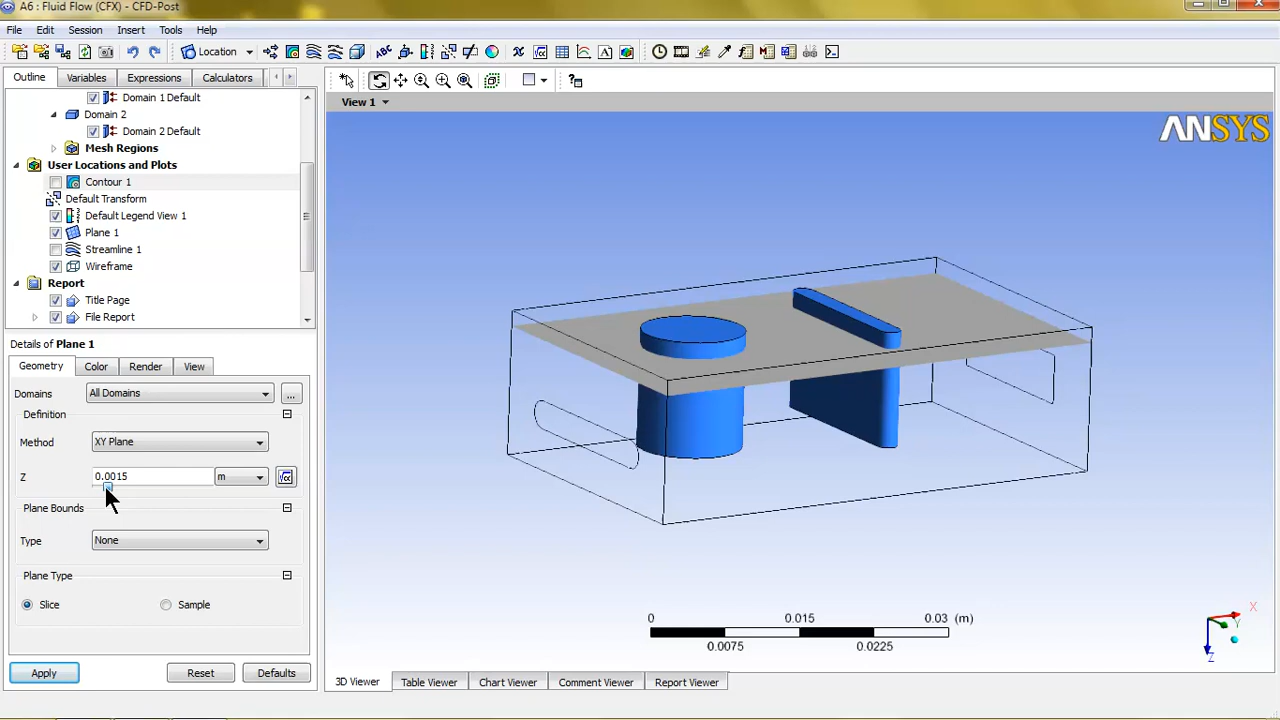 A6 : Fluid Flow (CFX) - CFD-Post
File Edit Session Insert Tools Help
Location
Outline Variables Expressions Calculators
View 1
Domain 1 Default
Domain 2
Domain 2 Default
Mesh Regions
User Locations and Plots
Contour 1
Default Transform
Default Legend View 1
Plane 1
Streamline 1
Wireframe
Report
Title Page
File Report
Details of Plane 1
Geometry Color Render View
Domains All Domains ...
Definition
Method XY Plane
Z 0.0015 m
Plane Bounds
Type None
Plane Type
Slice Sample
Apply Reset Defaults
ANSYS
0 0.015 0.03 (m)
0.0075 0.0225
X
Y
Z
3D Viewer Table Viewer Chart Viewer Comment Viewer Report Viewer